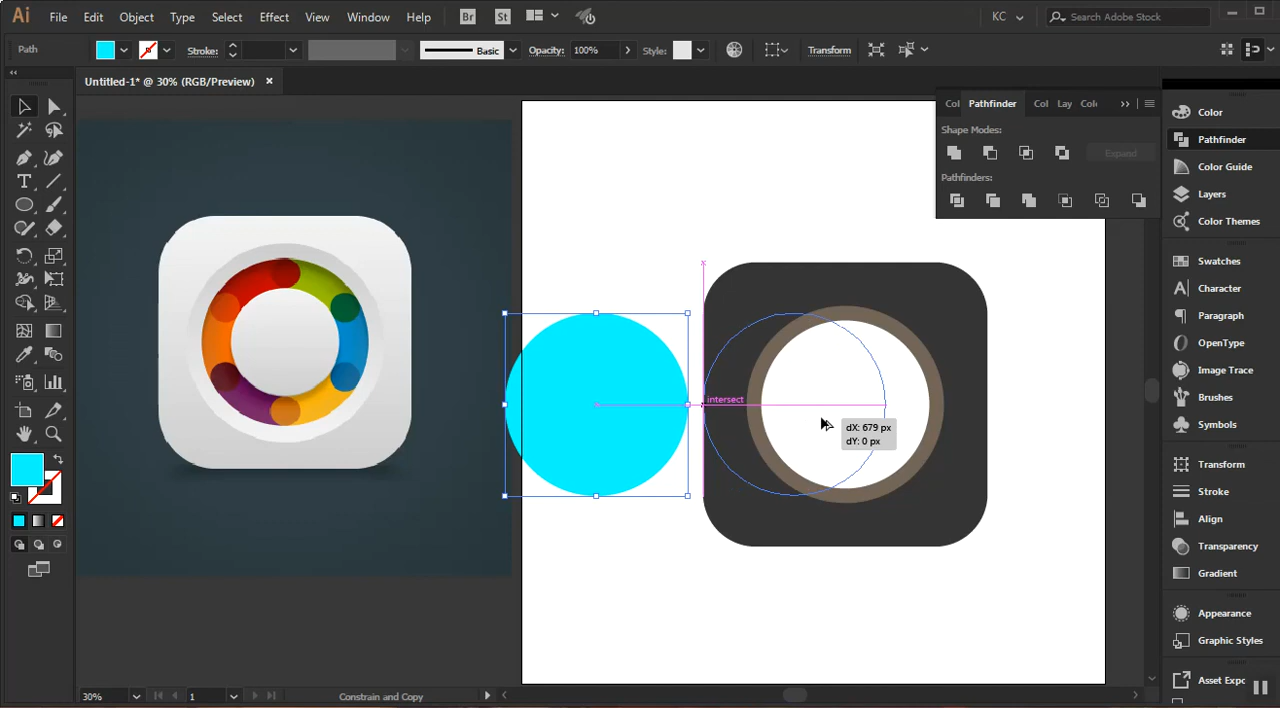 Ai File Edit Object Type Select Effect View Window Help Br St KC Search Adobe Stock
Path Stroke: Basic Opacity: 100% Style: Transform
Untitled-1* @ 30% (RGB/Preview)
Col Pathfinder Col Lay Colo
Shape Modes:
Expand
Pathfinders:
Color
Pathfinder
Color Guide
Layers
Color Themes
Swatches
Character
Paragraph
OpenType
Image Trace
Brushes
Symbols
Transform
Stroke
Align
Transparency
Gradient
Appearance
Graphic Styles
Asset Expo
intersect
dX: 679 px
dY: 0 px
30% 1 Constrain and Copy